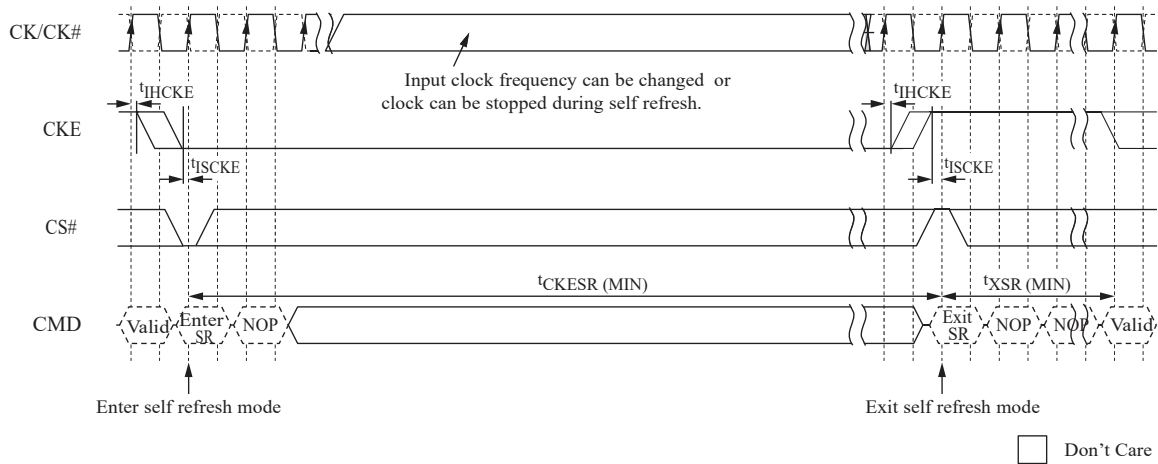 CK/CK#
Input clock frequency can be changed or
clock can be stopped during self refresh.
tIHCKE
tIHCKE
CKE
tISCKE
tISCKE
CS#
tCKESR (MIN)
tXSR (MIN)
CMD
Valid
Enter
SR
NOP
Exit
SR
NOP
NOP
Valid
Enter self refresh mode
Exit self refresh mode
Don't Care